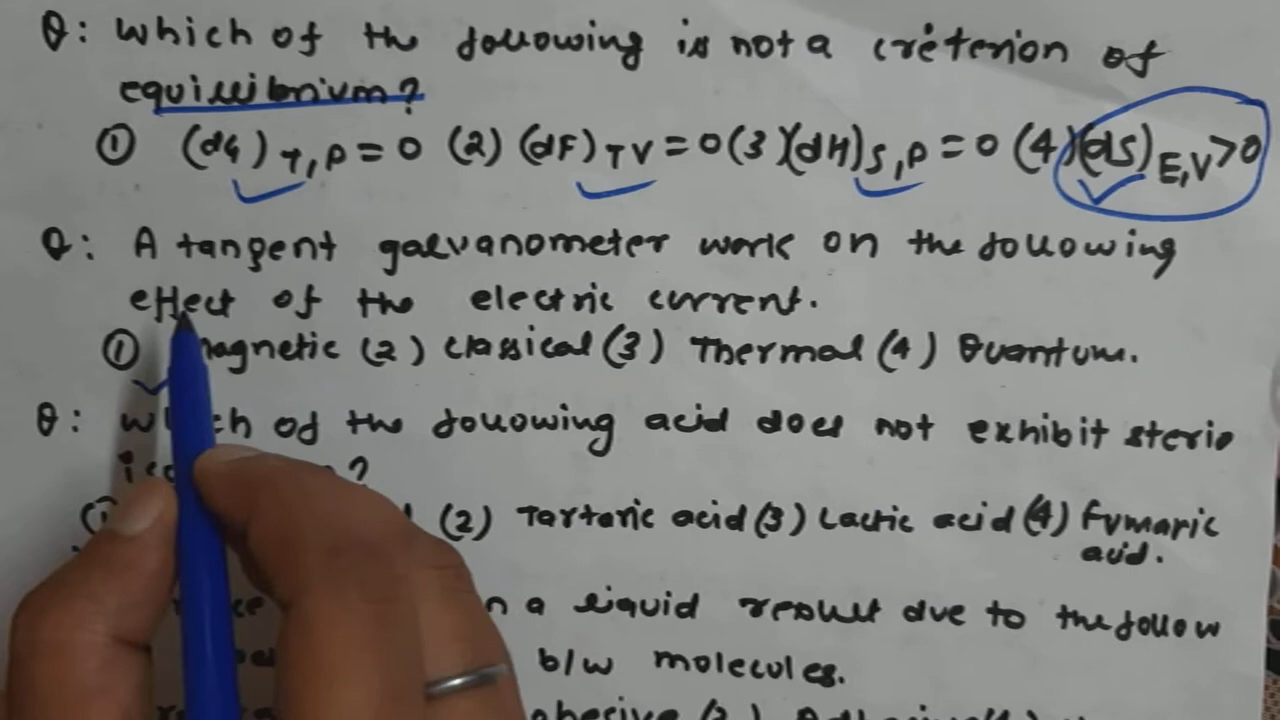 Q: Which of the following is not a criterion of
equilibrium?
① (dG)T,P = 0 (2) (dF)TV = 0 (3)(dH)S,P = 0 (4)(dS)E,V > 0
Q: A tangent galvanometer work on the following
effect of the electric current.
① magnetic (2) Classical (3) Thermal (4) Quantum.
Q: Which of the following acid does not exhibit sterio
?
(2) Tartaric acid (3) Lactic acid (4) Fumaric
acid.
a liquid result due to the follow
b/w molecules.